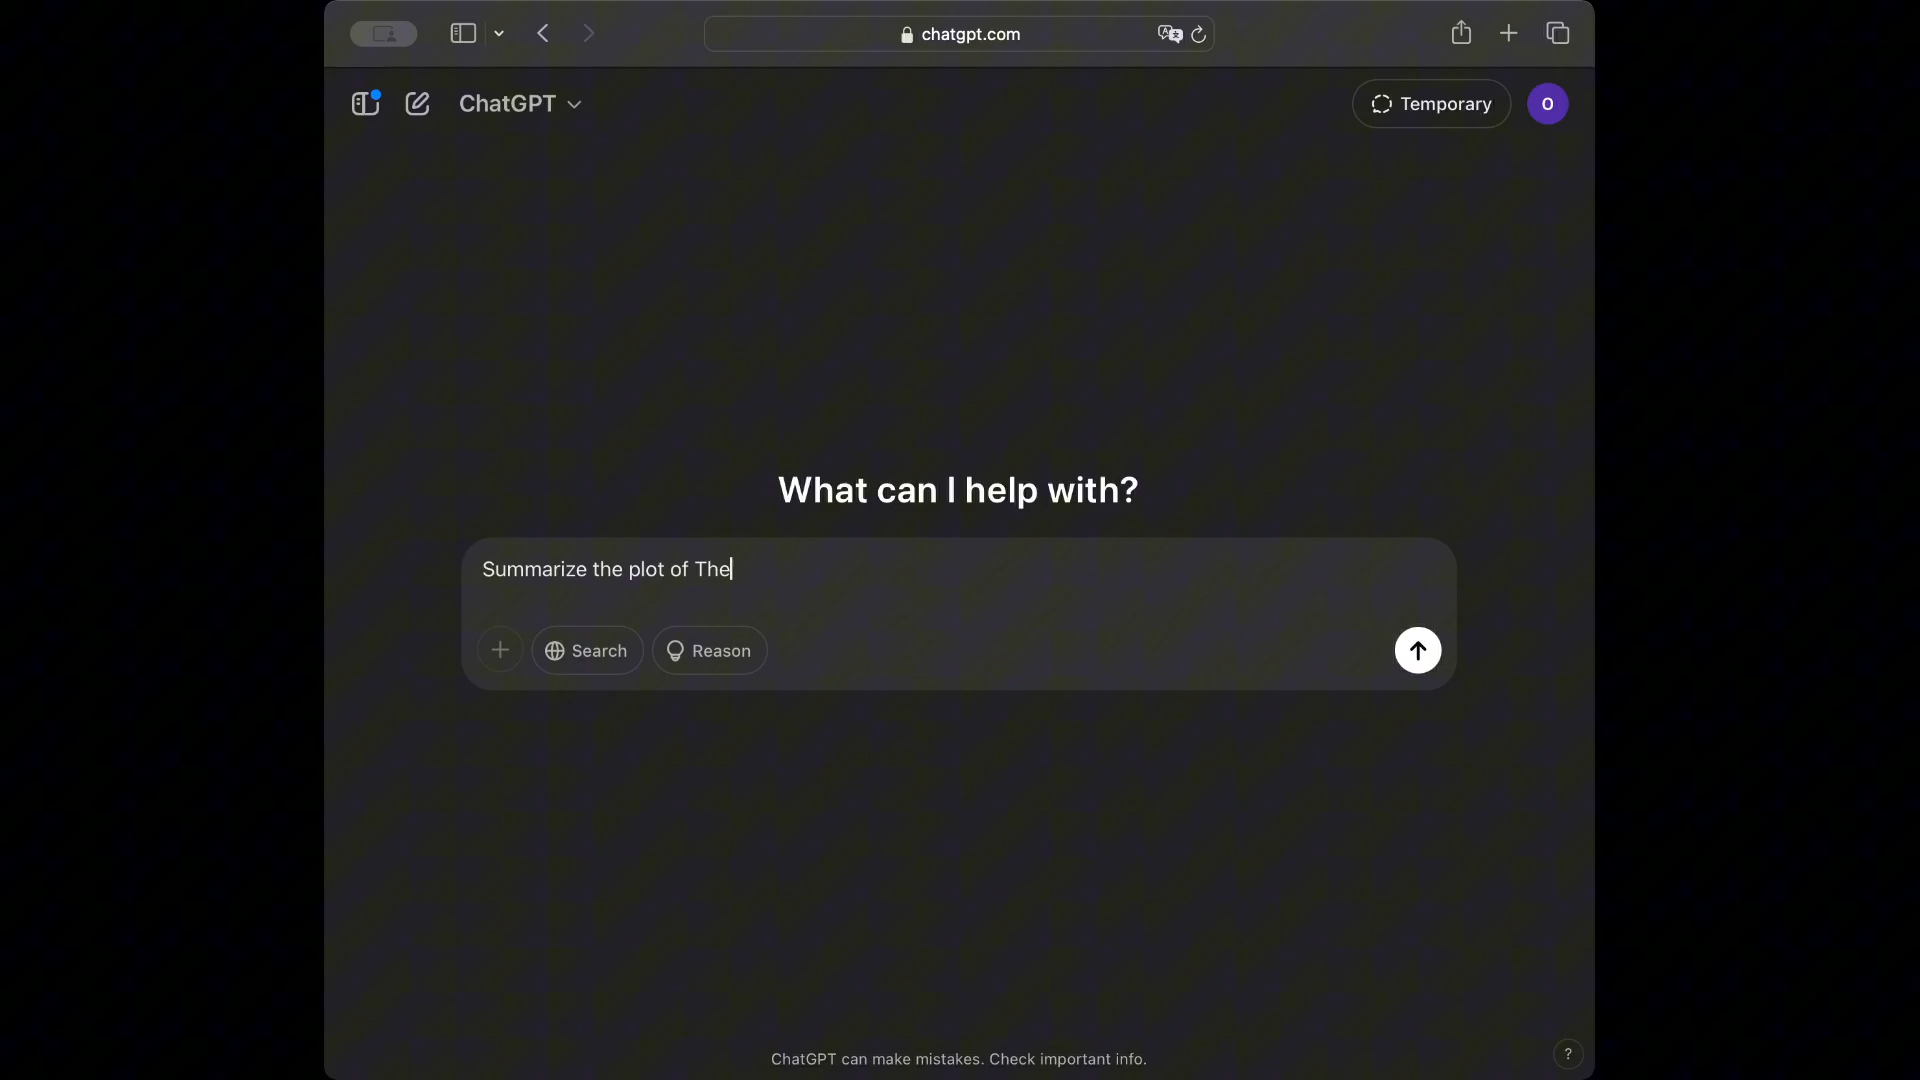 chatgpt.com
ChatGPT
Temporary
O
What can I help with?
Summarize the plot of The
Search
Reason
ChatGPT can make mistakes. Check important info.
?